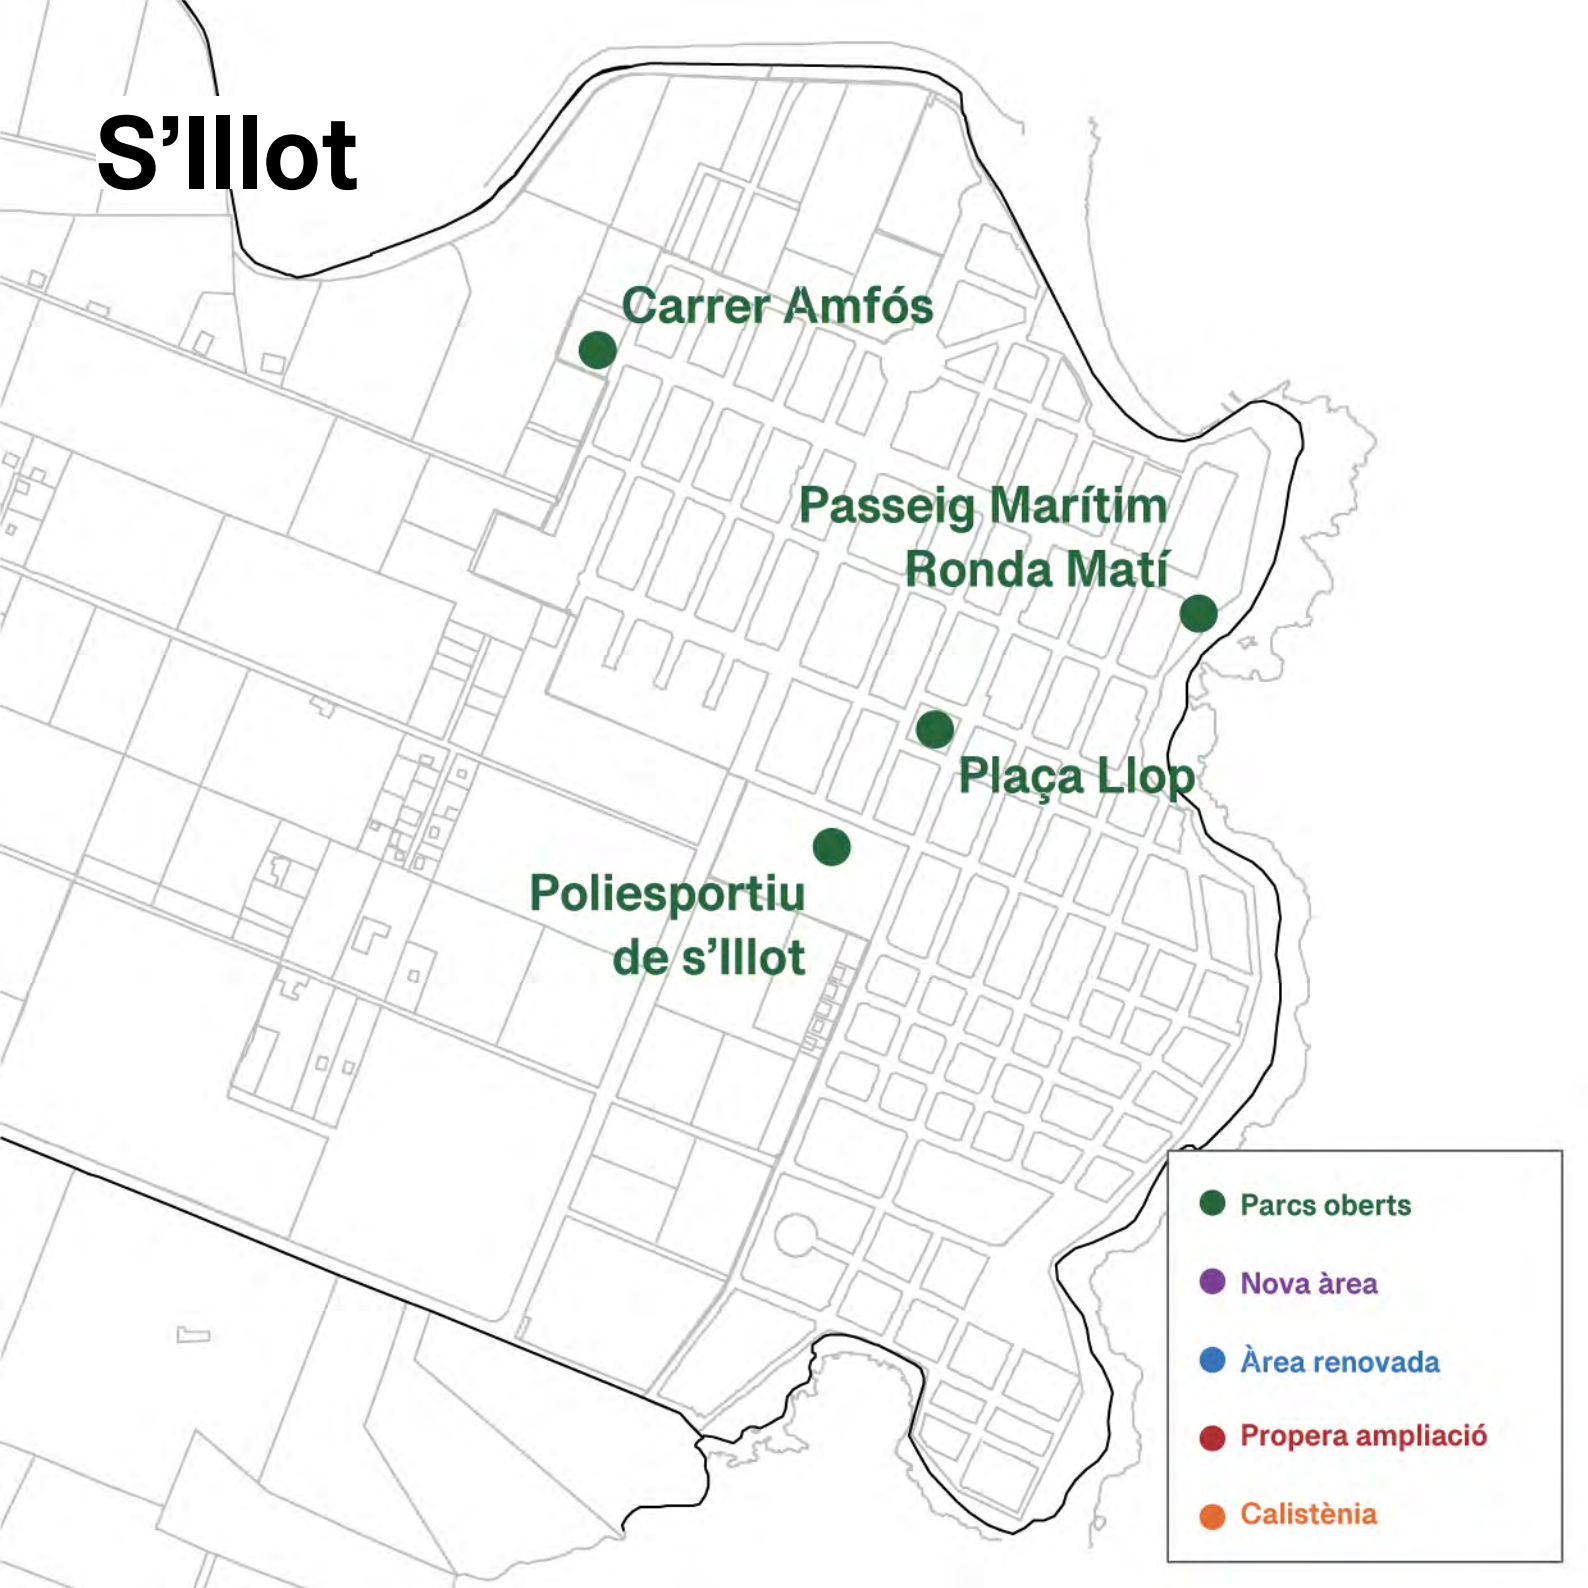 S’Illot
Carrer Amfós
Passeig Marítim
Ronda Matí
Plaça Llop
Poliesportiu
de s’Illot
Parcs oberts
Nova àrea
Àrea renovada
Propera ampliació
Calistènia